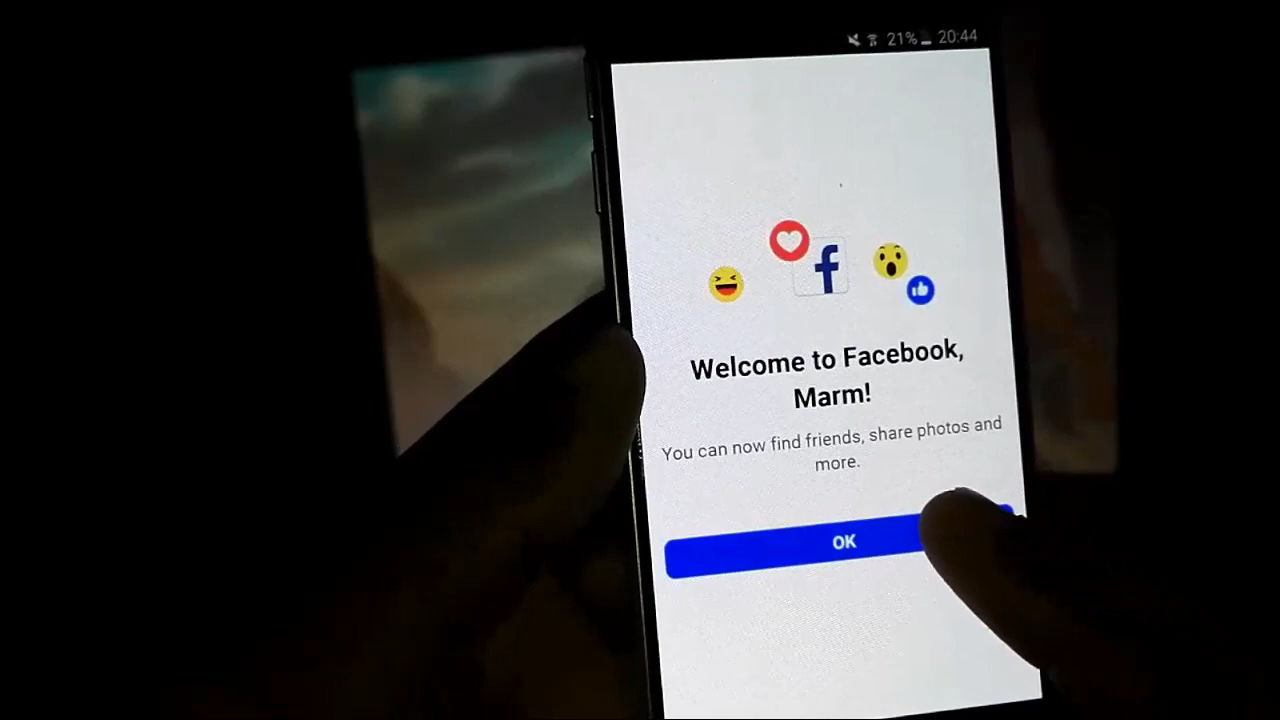 21% 20:44
f
Welcome to Facebook,
Marm!
You can now find friends, share photos and
more.
OK